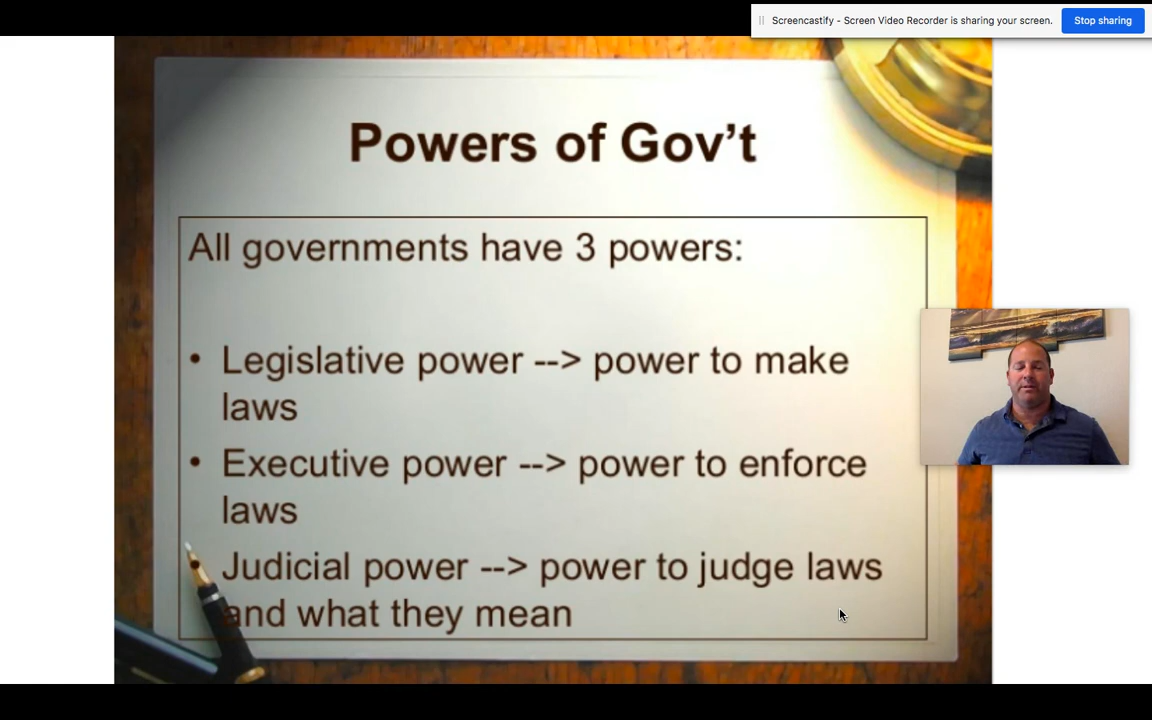 Screencastify - Screen Video Recorder is sharing your screen.
Stop sharing
Powers of Gov’t
All governments have 3 powers:
• Legislative power --> power to make
laws
• Executive power --> power to enforce
laws
• Judicial power --> power to judge laws
and what they mean